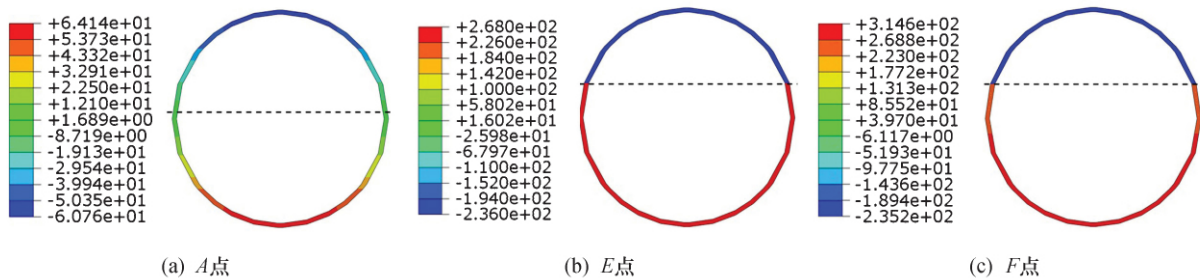 +6.414e+01
+5.373e+01
+4.332e+01
+3.291e+01
+2.250e+01
+1.210e+01
+1.689e+00
-8.719e+00
-1.913e+01
-2.954e+01
-3.994e+01
-5.035e+01
-6.076e+01
(a) A点
+2.680e+02
+2.260e+02
+1.840e+02
+1.420e+02
+1.000e+02
+5.802e+01
+1.602e+01
-2.598e+01
-6.797e+01
-1.100e+02
-1.520e+02
-1.940e+02
-2.360e+02
(b) E点
+3.146e+02
+2.688e+02
+2.230e+02
+1.772e+02
+1.313e+02
+8.552e+01
+3.970e+01
-6.117e+00
-5.193e+01
-9.775e+01
-1.436e+02
-1.894e+02
-2.352e+02
(c) F点